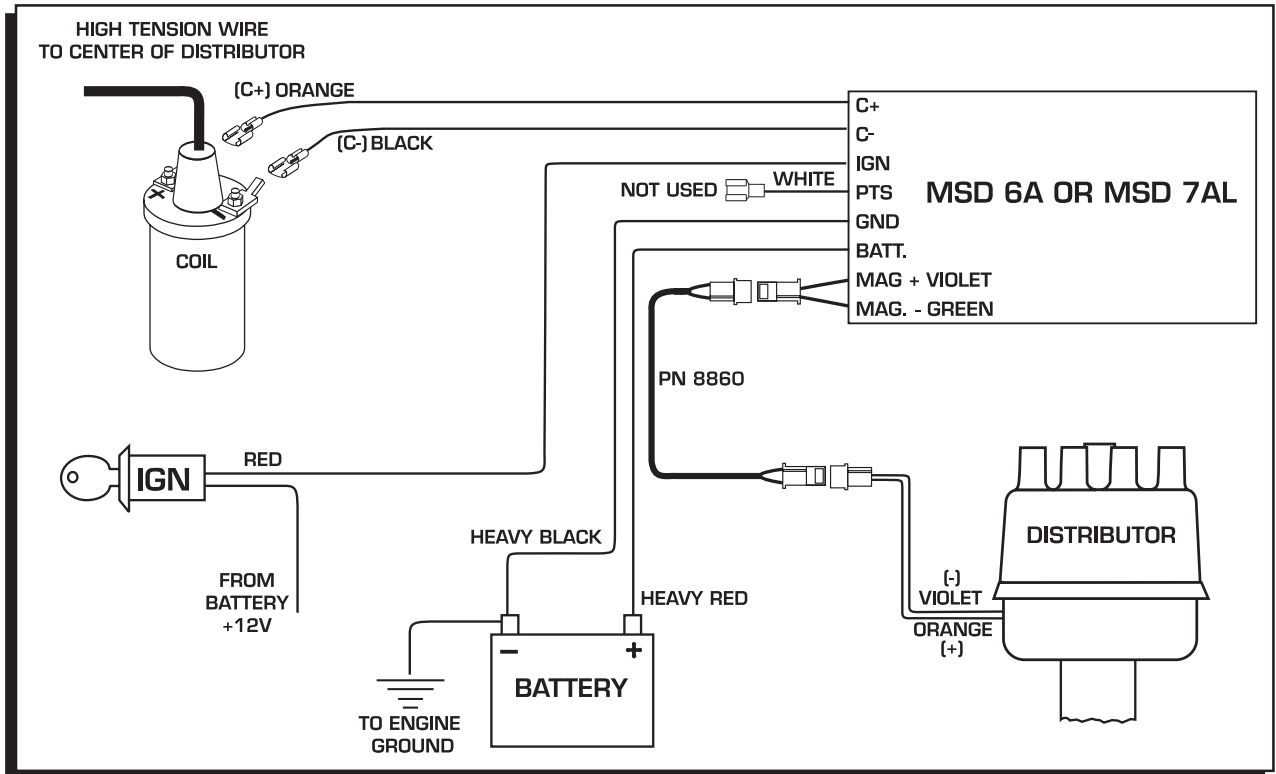 HIGH TENSION WIRE
TO CENTER OF DISTRIBUTOR
(C+) ORANGE
(C-) BLACK
C+
C-
IGN
PTS
GND
BATT.
MAG + VIOLET
MAG. - GREEN
MSD 6A OR MSD 7AL
NOT USED
WHITE
+
−
COIL
PN 8860
IGN
RED
FROM
BATTERY
+12V
HEAVY BLACK
HEAVY RED
−
+
BATTERY
TO ENGINE
GROUND
DISTRIBUTOR
(-)
VIOLET
ORANGE
(+)